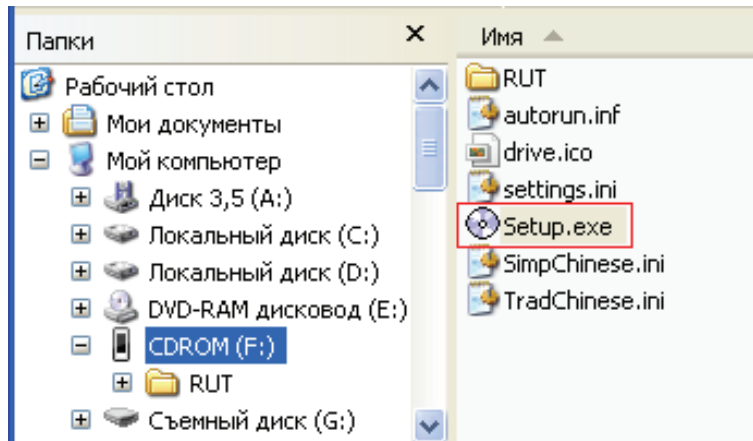 Папки
Рабочий стол
Мои документы
Мой компьютер
Диск 3,5 (A:)
Локальный диск (C:)
Локальный диск (D:)
DVD-RAM дисковод (E:)
CDROM (F:)
RUT
Съемный диск (G:)
Имя
RUT
autorun.inf
drive.ico
settings.ini
Setup.exe
SimpChinese.ini
TradChinese.ini